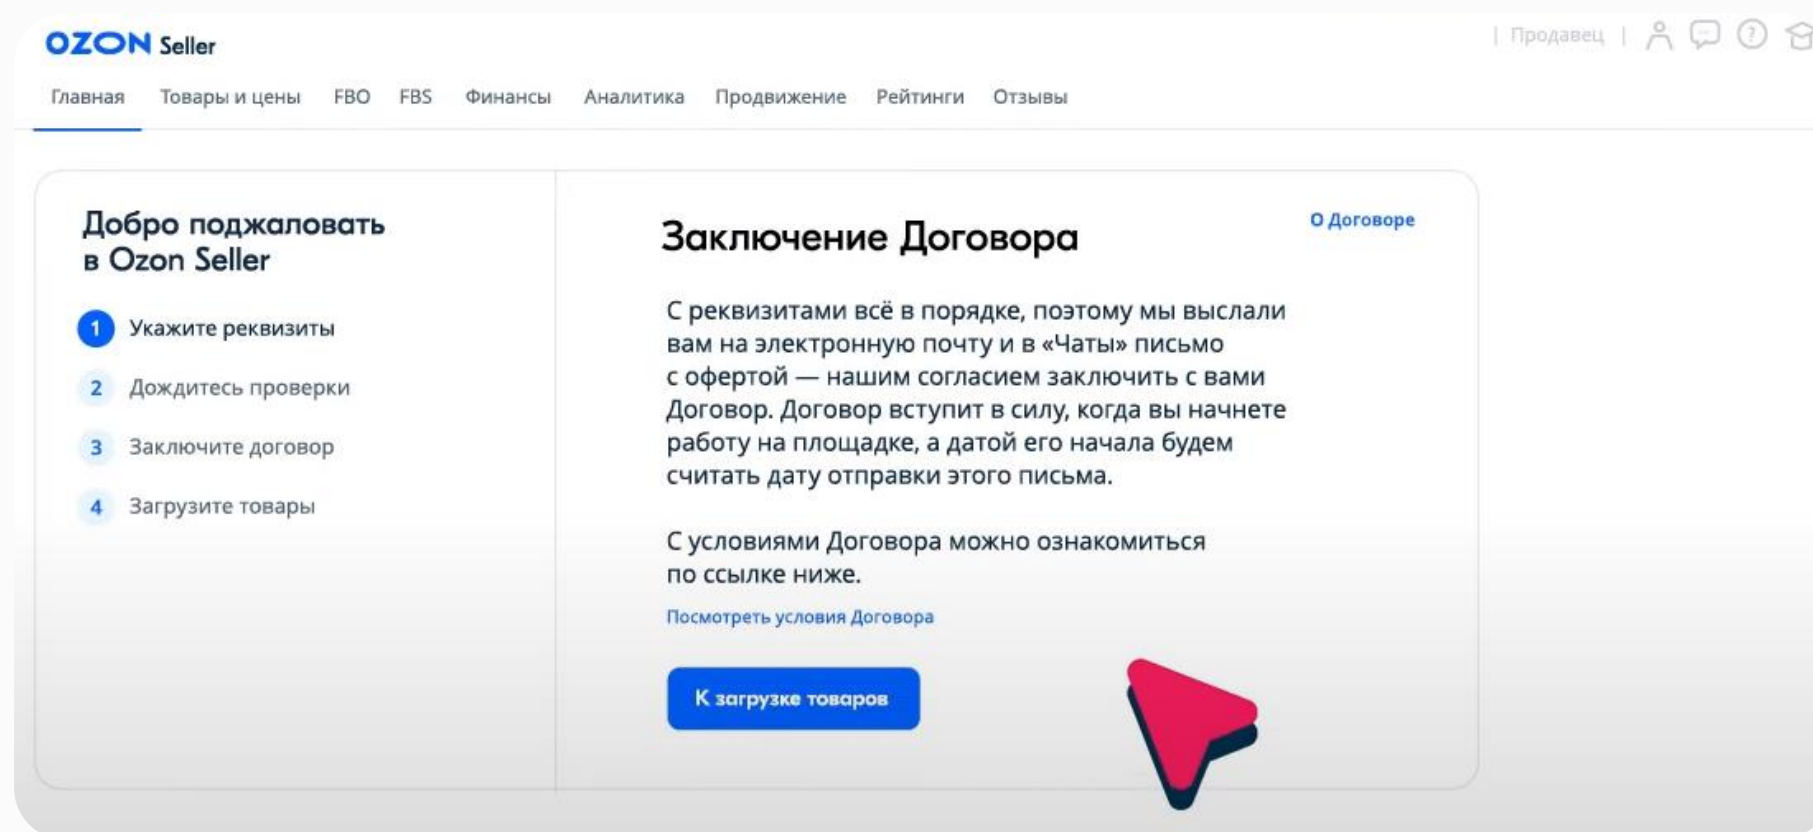 OZON Seller
| Продавец |
Главная Товары и цены FBO FBS Финансы Аналитика Продвижение Рейтинги Отзывы
Добро поджаловать
в Ozon Seller
1 Укажите реквизиты
2 Дождитесь проверки
3 Заключите договор
4 Загрузите товары
Заключение Договора
О Договоре
С реквизитами всё в порядке, поэтому мы выслали
вам на электронную почту и в «Чаты» письмо
с офертой — нашим согласием заключить с вами
Договор. Договор вступит в силу, когда вы начнете
работу на площадке, а датой его начала будем
считать дату отправки этого письма.
С условиями Договора можно ознакомиться
по ссылке ниже.
Посмотреть условия Договора
К загрузке товаров